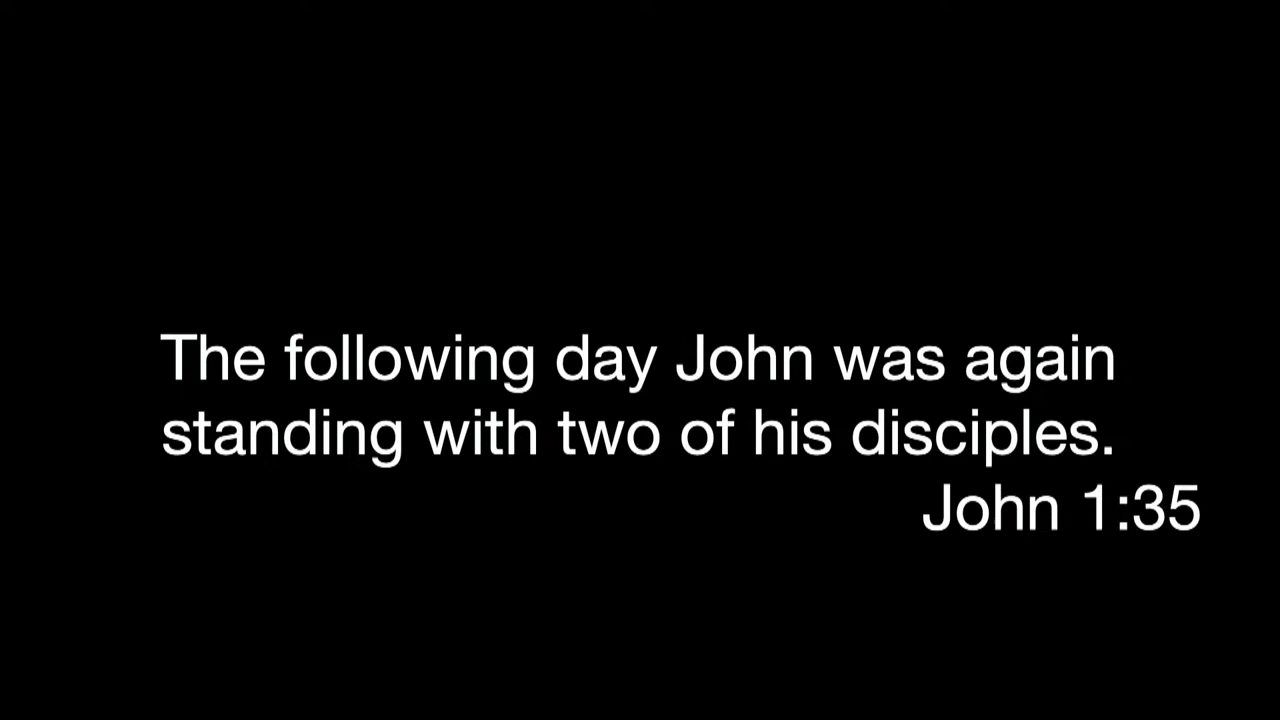 The following day John was again
standing with two of his disciples.
John 1:35